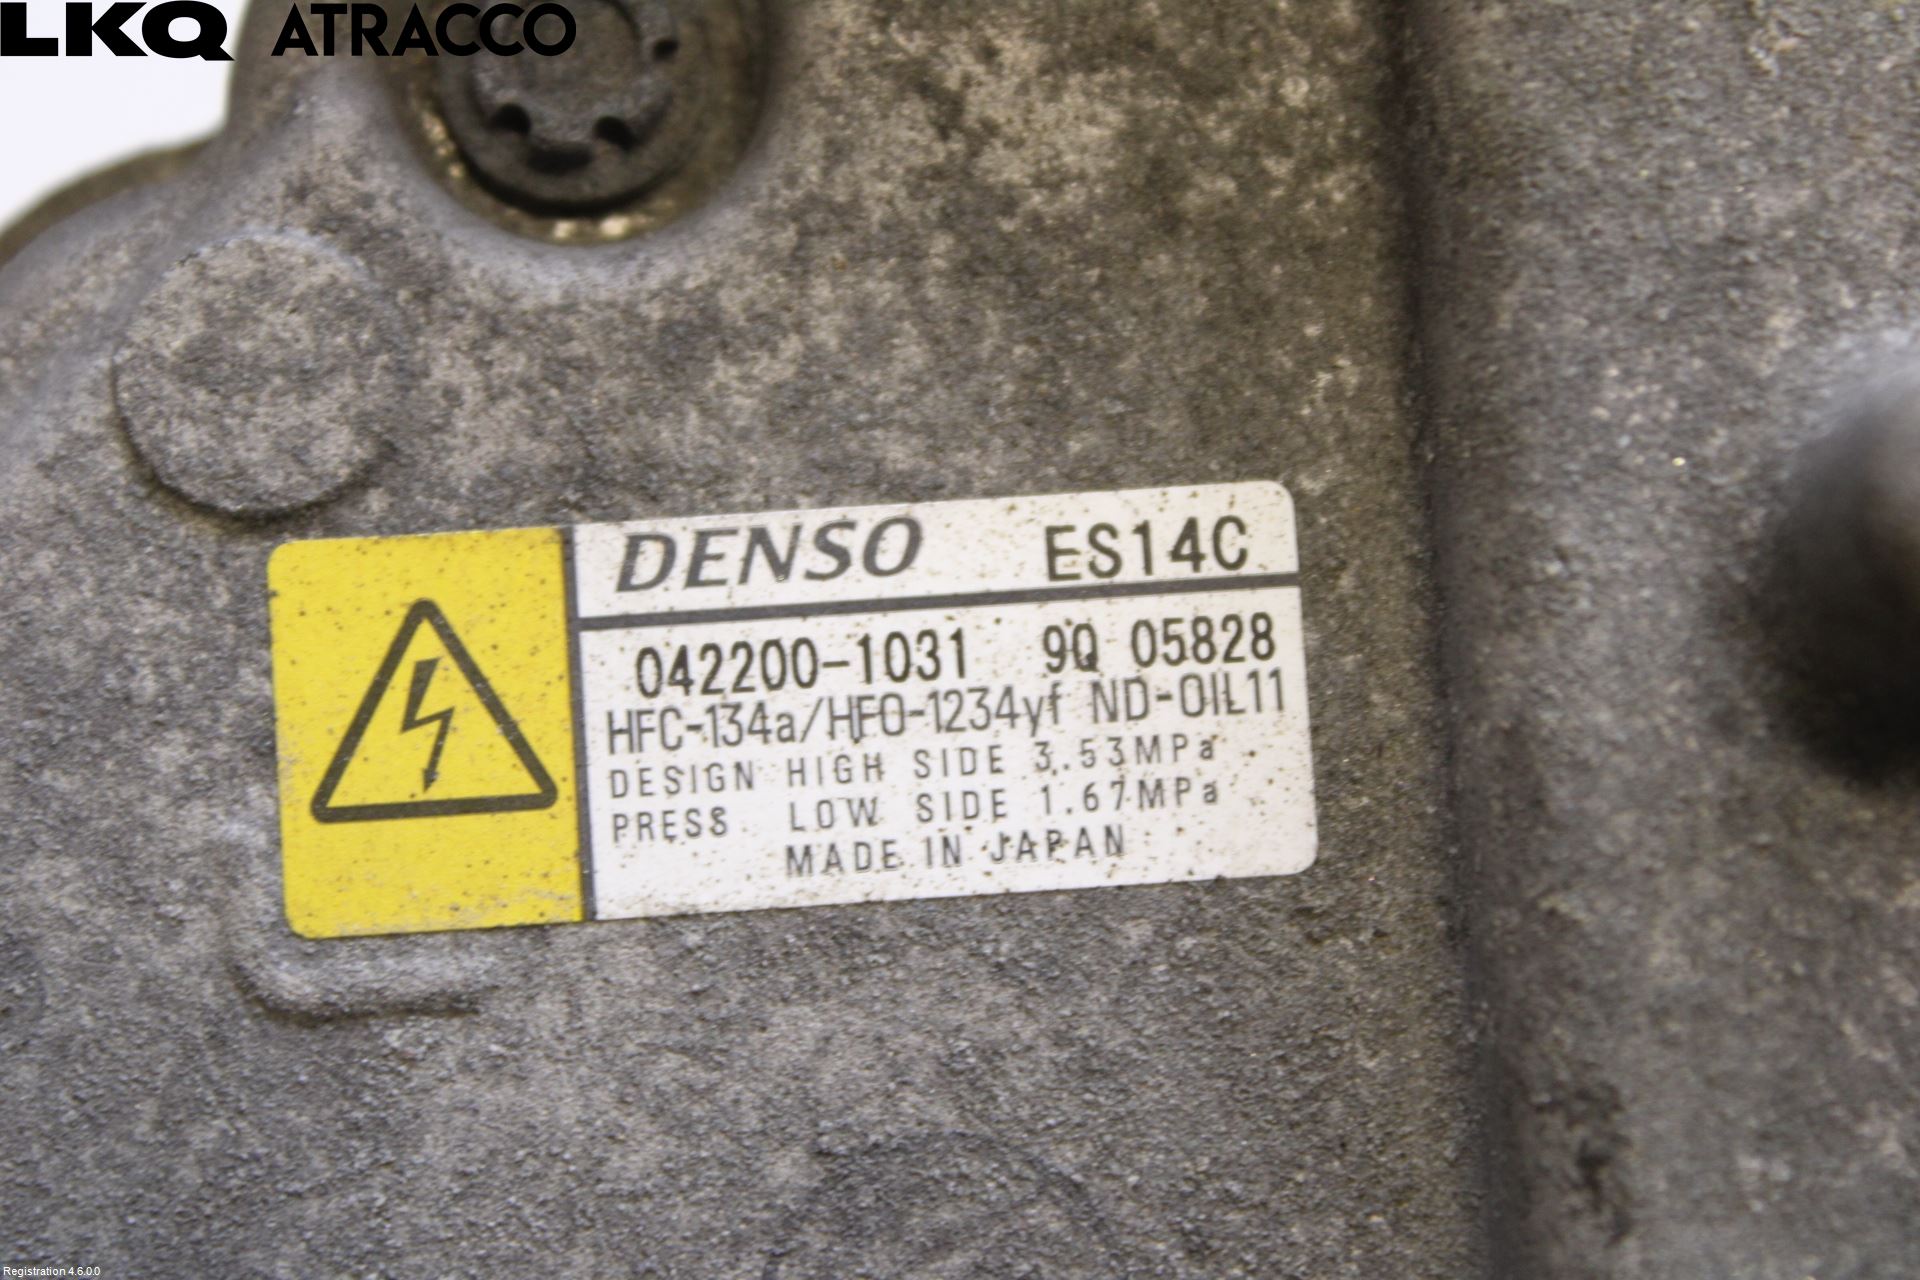 LKQ ATRACCO
DENSO ES14C
042200-1031 9Q 05828
HFC-134a/HFO-1234yf ND-OIL11
DESIGN HIGH SIDE 3.53MPa
PRESS LOW SIDE 1.67MPa
MADE IN JAPAN
Registration 4.6.0.0